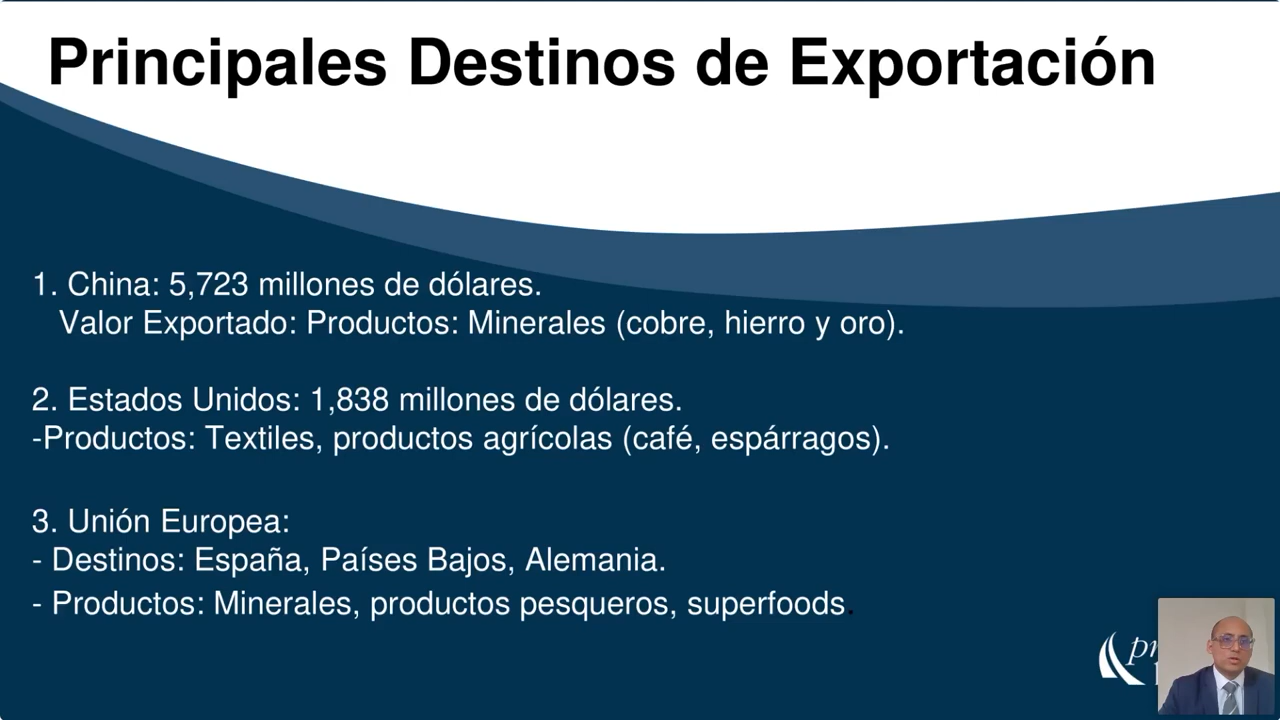 Principales Destinos de Exportación
1. China: 5,723 millones de dólares.
Valor Exportado: Productos: Minerales (cobre, hierro y oro).
2. Estados Unidos: 1,838 millones de dólares.
-Productos: Textiles, productos agrícolas (café, espárragos).
3. Unión Europea:
- Destinos: España, Países Bajos, Alemania.
- Productos: Minerales, productos pesqueros, superfoods.